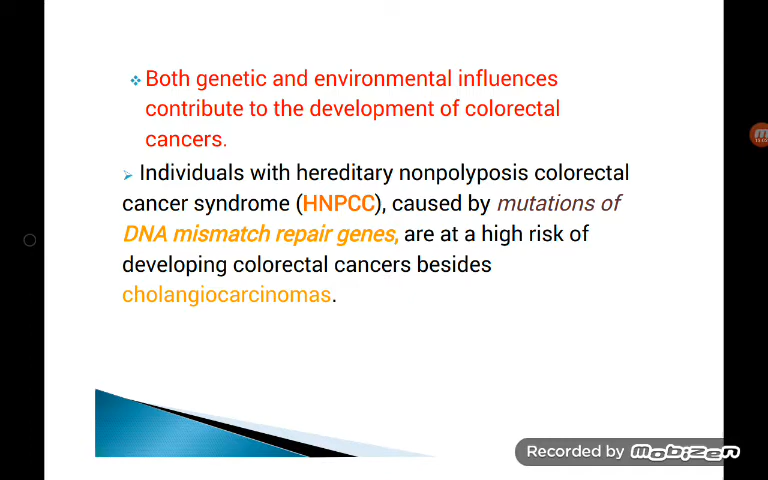 Both genetic and environmental influences
contribute to the development of colorectal
cancers.
Individuals with hereditary nonpolyposis colorectal
cancer syndrome (HNPCC), caused by mutations of
DNA mismatch repair genes, are at a high risk of
developing colorectal cancers besides
cholangiocarcinomas.
Recorded by mobizen